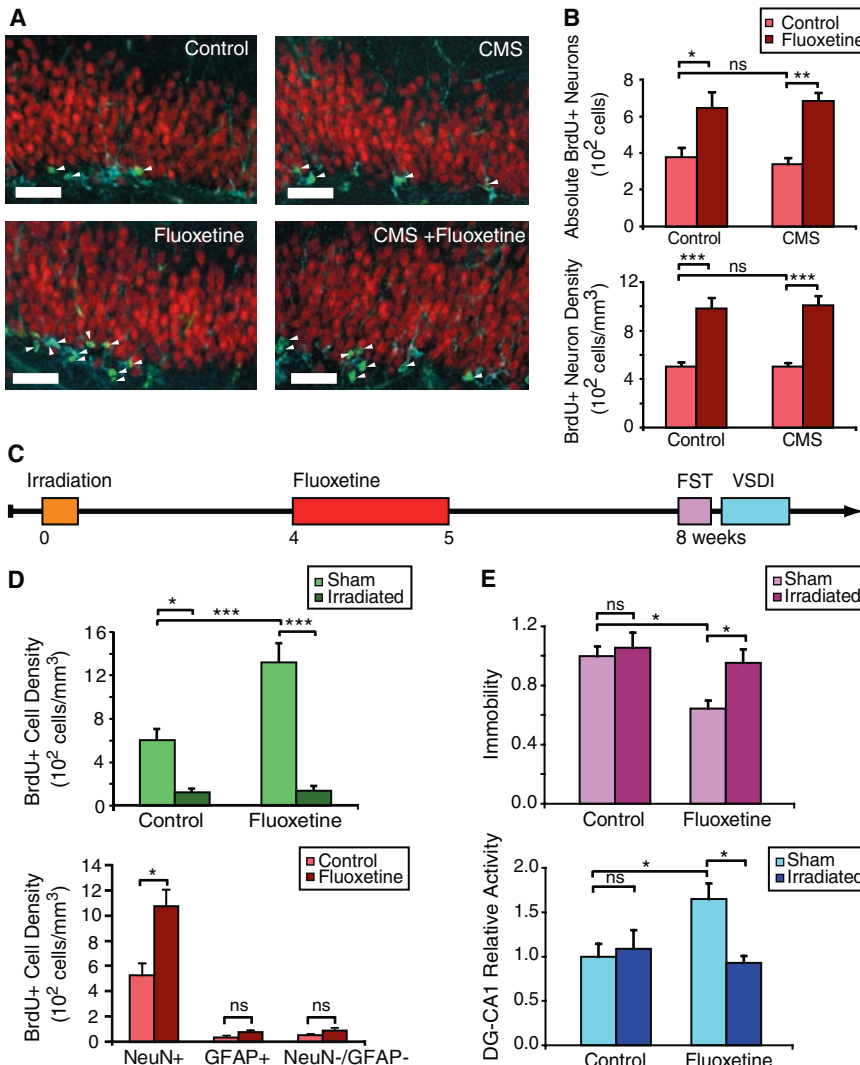 A
Control
CMS
Fluoxetine
CMS +Fluoxetine
B
Control
Fluoxetine
Absolute BrdU+ Neurons
(10² cells)
8
6
4
2
0
*
ns
**
Control
CMS
BrdU+ Neuron Density
(10² cells/mm³)
12
8
4
0
***
ns
***
Control
CMS
C
Irradiation
Fluoxetine
FST
VSDI
0
4
5
8 weeks
D
Sham
Irradiated
BrdU+ Cell Density
(10² cells/mm³)
16
12
8
4
0
*
***
***
Control
Fluoxetine
Control
Fluoxetine
BrdU+ Cell Density
(10² cells/mm³)
14
12
10
8
6
4
2
0
*
ns
ns
NeuN+
GFAP+
NeuN-/GFAP-
E
Sham
Irradiated
Immobility
1.2
0.8
0.4
0.0
ns
*
*
Control
Fluoxetine
Sham
Irradiated
DG-CA1 Relative Activity
2.0
1.5
1.0
0.5
0.0
ns
*
*
Control
Fluoxetine